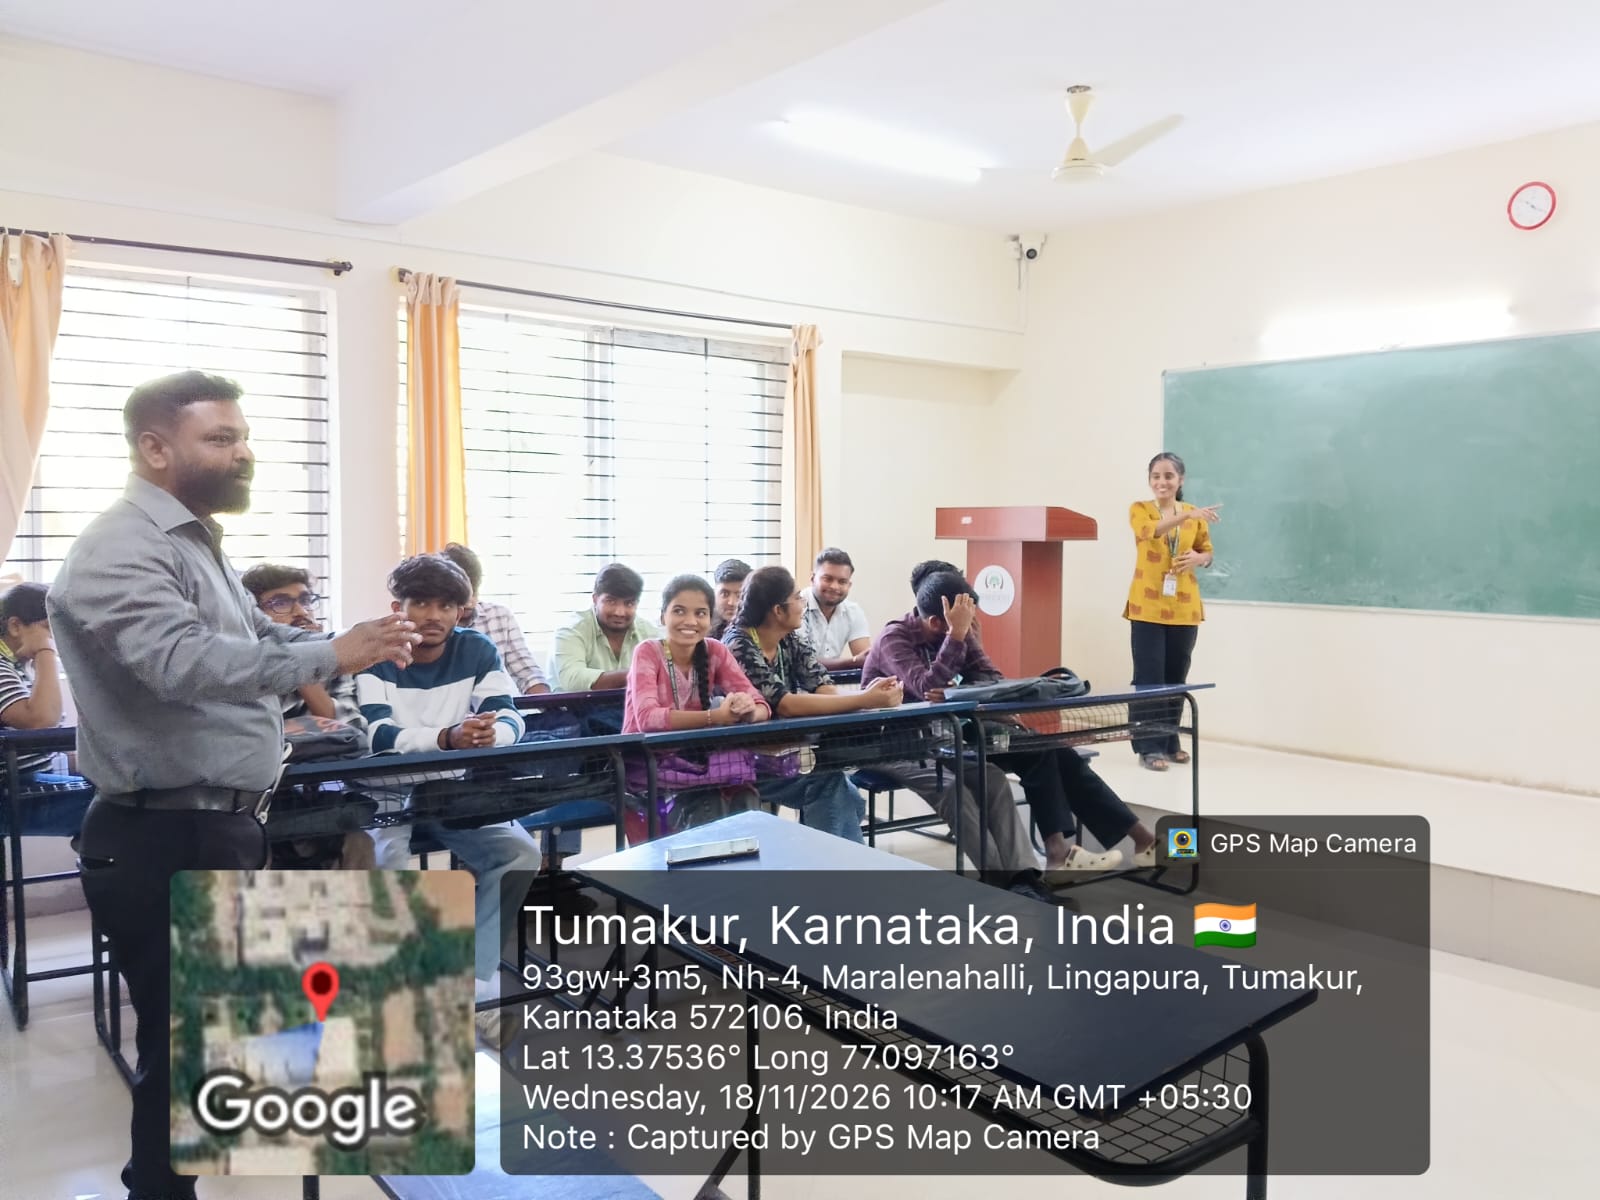 GPS Map Camera
Tumakur, Karnataka, India
93gw+3m5, Nh-4, Maralenahalli, Lingapura, Tumakur,
Karnataka 572106, India
Lat 13.37536° Long 77.097163°
Wednesday, 18/11/2026 10:17 AM GMT +05:30
Note : Captured by GPS Map Camera
Google